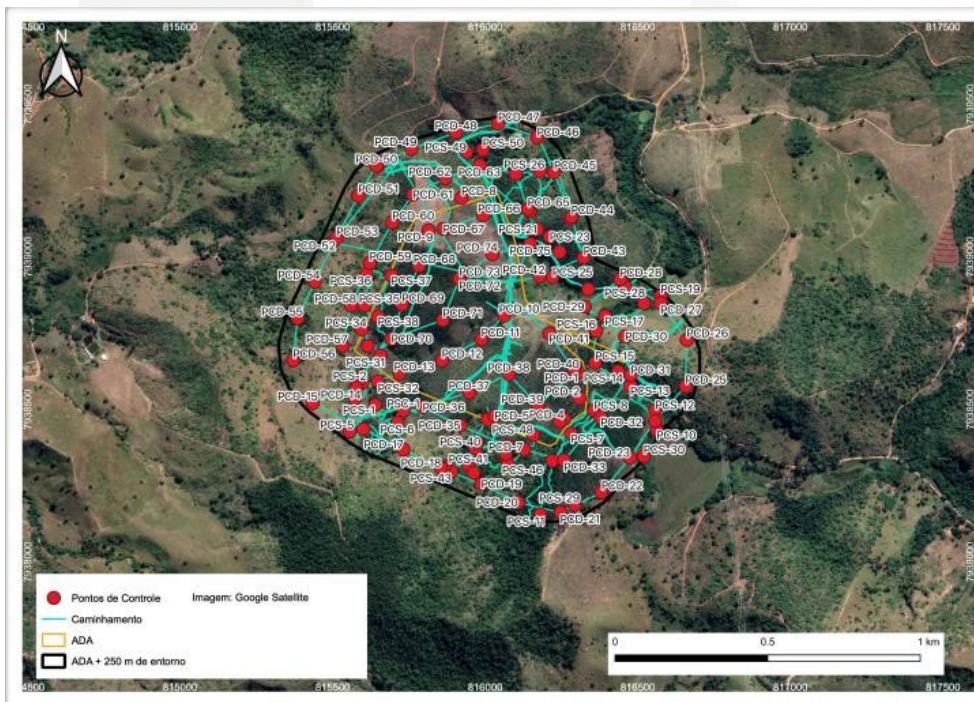 4500 815000 815500 816000 816500 817000 817500
N
7939500
7939500
PCD-47
PCD-48
PCD-46
PCD-49
PCS-49
PCS-50
PCD-50
PCD-63
PCS-26
PCD-45
PCD-62
PCD-51
PCD-61
PCD-8
PCD-65
PCD-66
PCD-60
PCD-44
PCD-53
PCD-9
PCD-67
PCS-21
PCS-23
PCD-52
PCD-74
PCD-75
PCD-43
7939000
7939000
PCD-59
PCD-68
PCD-73
PCD-42
PCS-25
PCD-28
PCD-54
PCS-36
PCS-37
PCD-72
PCD-58
PCS-35
PCD-69
PCS-28
PCS-19
PCD-55
PCD-10
PCD-29
PCD-27
PCS-34
PCS-38
PCD-71
PCD-11
PCS-16
PCS-17
PCD-26
PCD-57
PCD-70
PCD-41
PCD-30
PCD-56
PCS-31
PCD-12
PCS-15
PCD-40
PCS-2
PCD-13
PCD-38
PCD-1
PCS-14
PCD-31
PCD-25
PCD-15
PCD-14
PCS-32
PCD-37
PCD-2
PCS-13
7938500
7938500
PCS-1
PSC-1
PCD-36
PCD-39
PCS-8
PCS-12
PCS-5
PCS-6
PCD-35
PCD-5
PCD-4
PCD-32
PCS-10
PCD-17
PCS-40
PCS-48
PCS-7
PCD-18
PCS-41
PCD-7
PCD-23
PCS-30
PCS-43
PCS-46
PCD-33
PCD-19
PCD-22
PCD-20
PCS-29
PCS-11
PCD-21
7938000
7938000
Pontos de Controle Imagem: Google Satellite
Caminhamento
ADA
ADA + 250 m de entorno
0 0.5 1 km
4500 815000 815500 816000 816500 817000 817500